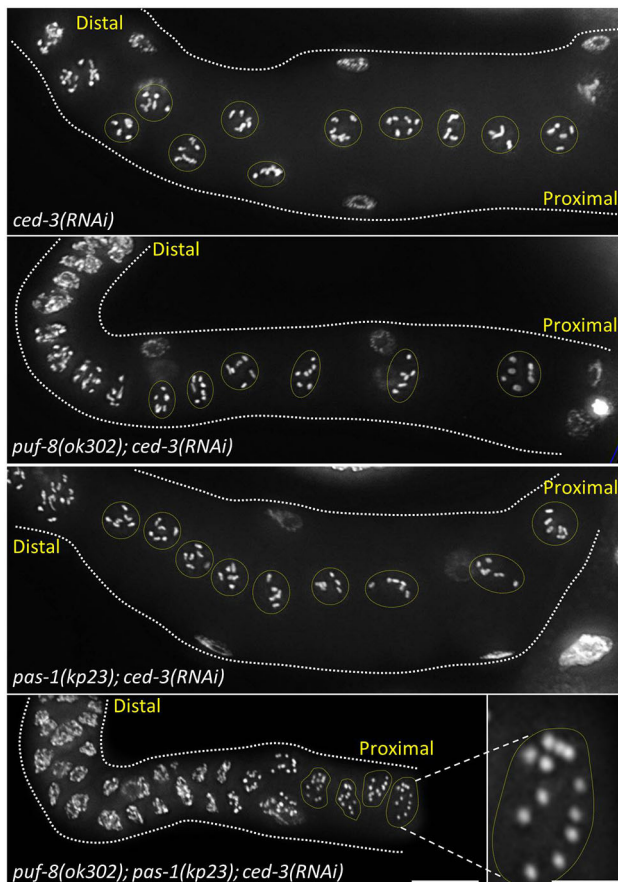 Distal
Proximal
ced-3(RNAi)
Distal
Proximal
puf-8(ok302); ced-3(RNAi)
Proximal
Distal
pas-1(kp23); ced-3(RNAi)
Distal
Proximal
puf-8(ok302); pas-1(kp23); ced-3(RNAi)